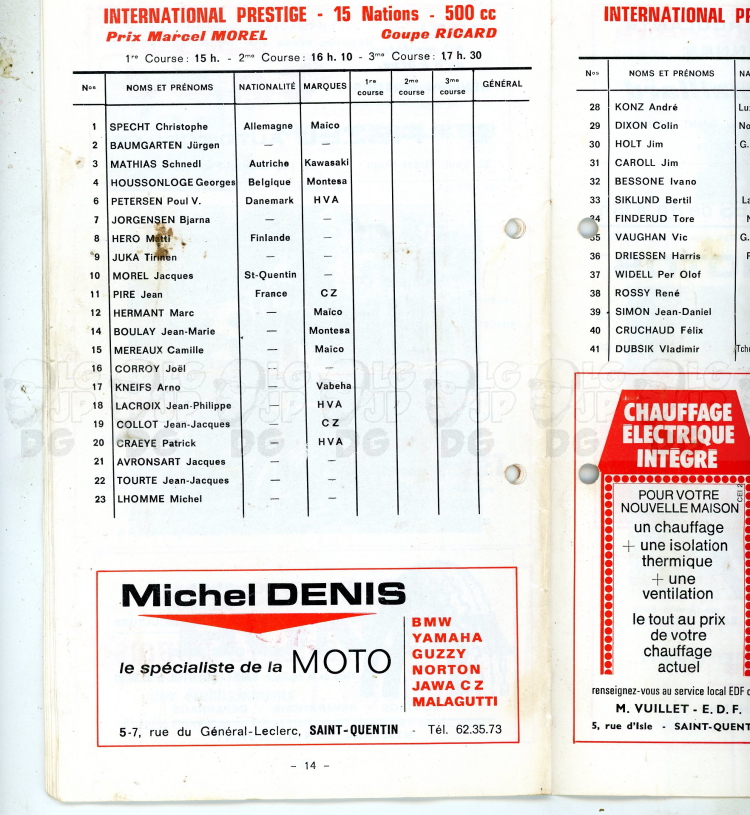 INTERNATIONAL PRESTIGE - 15 Nations - 500 cc
Prix Marcel MOREL Coupe RiCARD
1re Course : 15 h. - 2me Course : 16 h. 10 - 3me Course : 17 h. 30
Nos NOMS ET PRÉNOMS NATIONALITÉ MARQUES 1re course 2me course 3me course GÉNÉRAL
1 SPECHT Christophe Allemagne Maïco
2 BAUMGARTEN Jürgen — —
3 MATHIAS Schnedl Autriche Kawasaki
4 HOUSSONLOGE Georges Belgique Montesa
6 PETERSEN Poul V. Danemark HVA
7 JORGENSEN Bjarna — —
8 HERO Matti Finlande —
9 JUKA Tirinen — —
10 MOREL Jacques St-Quentin —
11 PIRE Jean France CZ
12 HERMANT Marc — Maïco
14 BOULAY Jean-Marie — Montesa
15 MEREAUX Camille — Maico
16 CORROY Joël — —
17 KNEIFS Arno — Vabeha
18 LACROIX Jean-Philippe — HVA
19 COLLOT Jean-Jacques — CZ
20 CRAEYE Patrick — HVA
21 AVRONSART Jacques — —
22 TOURTE Jean-Jacques — —
23 LHOMME Michel — —
Michel DENIS
le spécialiste de la MOTO
BMW
YAMAHA
GUZZY
NORTON
JAWA C Z
MALAGUTTI
5-7, rue du Général-Leclerc, SAINT-QUENTIN - Tél. 62.35.73
- 14 -
INTERNATIONAL PR
Nos NOMS ET PRÉNOMS NA
28 KONZ André Lu
29 DIXON Colin No
30 HOLT Jim G.
31 CAROLL Jim
32 BESSONE Ivano
33 SIKLUND Bertil La
34 FINDERUD Tore N
35 VAUGHAN Vic G.
36 DRIESSEN Harris
37 WIDELL Per Olof
38 ROSSY René
39 SIMON Jean-Daniel
40 CRUCHAUD Félix
41 DUBSIK Vladimir Tch
CHAUFFAGE
ÉLECTRIQUE
INTÉGRÉ
POUR VOTRE
NOUVELLE MAISON
un chauffage
+ une isolation
thermique
+ une
ventilation
le tout au prix
de votre
chauffage
actuel
renseignez-vous au service local EDF
M. VUILLET - E. D. F.
5, rue d'Isle - SAINT-QUENT
LG JP DG